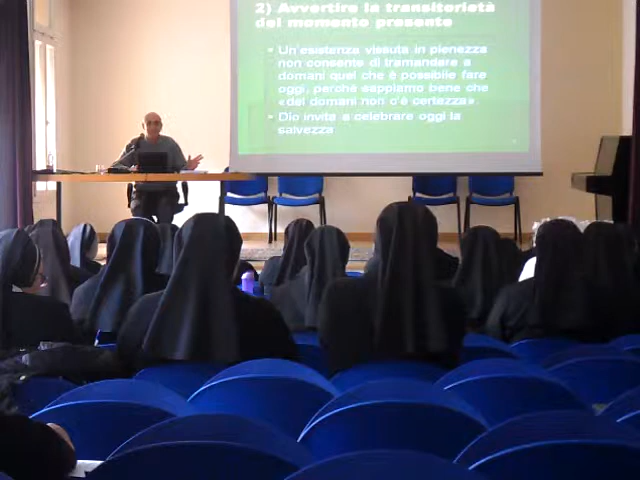 2) Avvertire la transitorietà
del momento presente
• Un'esistenza vissuta in pienezza
non consente di tramandare a
domani quel che è possibile fare
oggi, perché sappiamo bene che
«del domani non c'è certezza».
• Dio invita a celebrare oggi la
salvezza